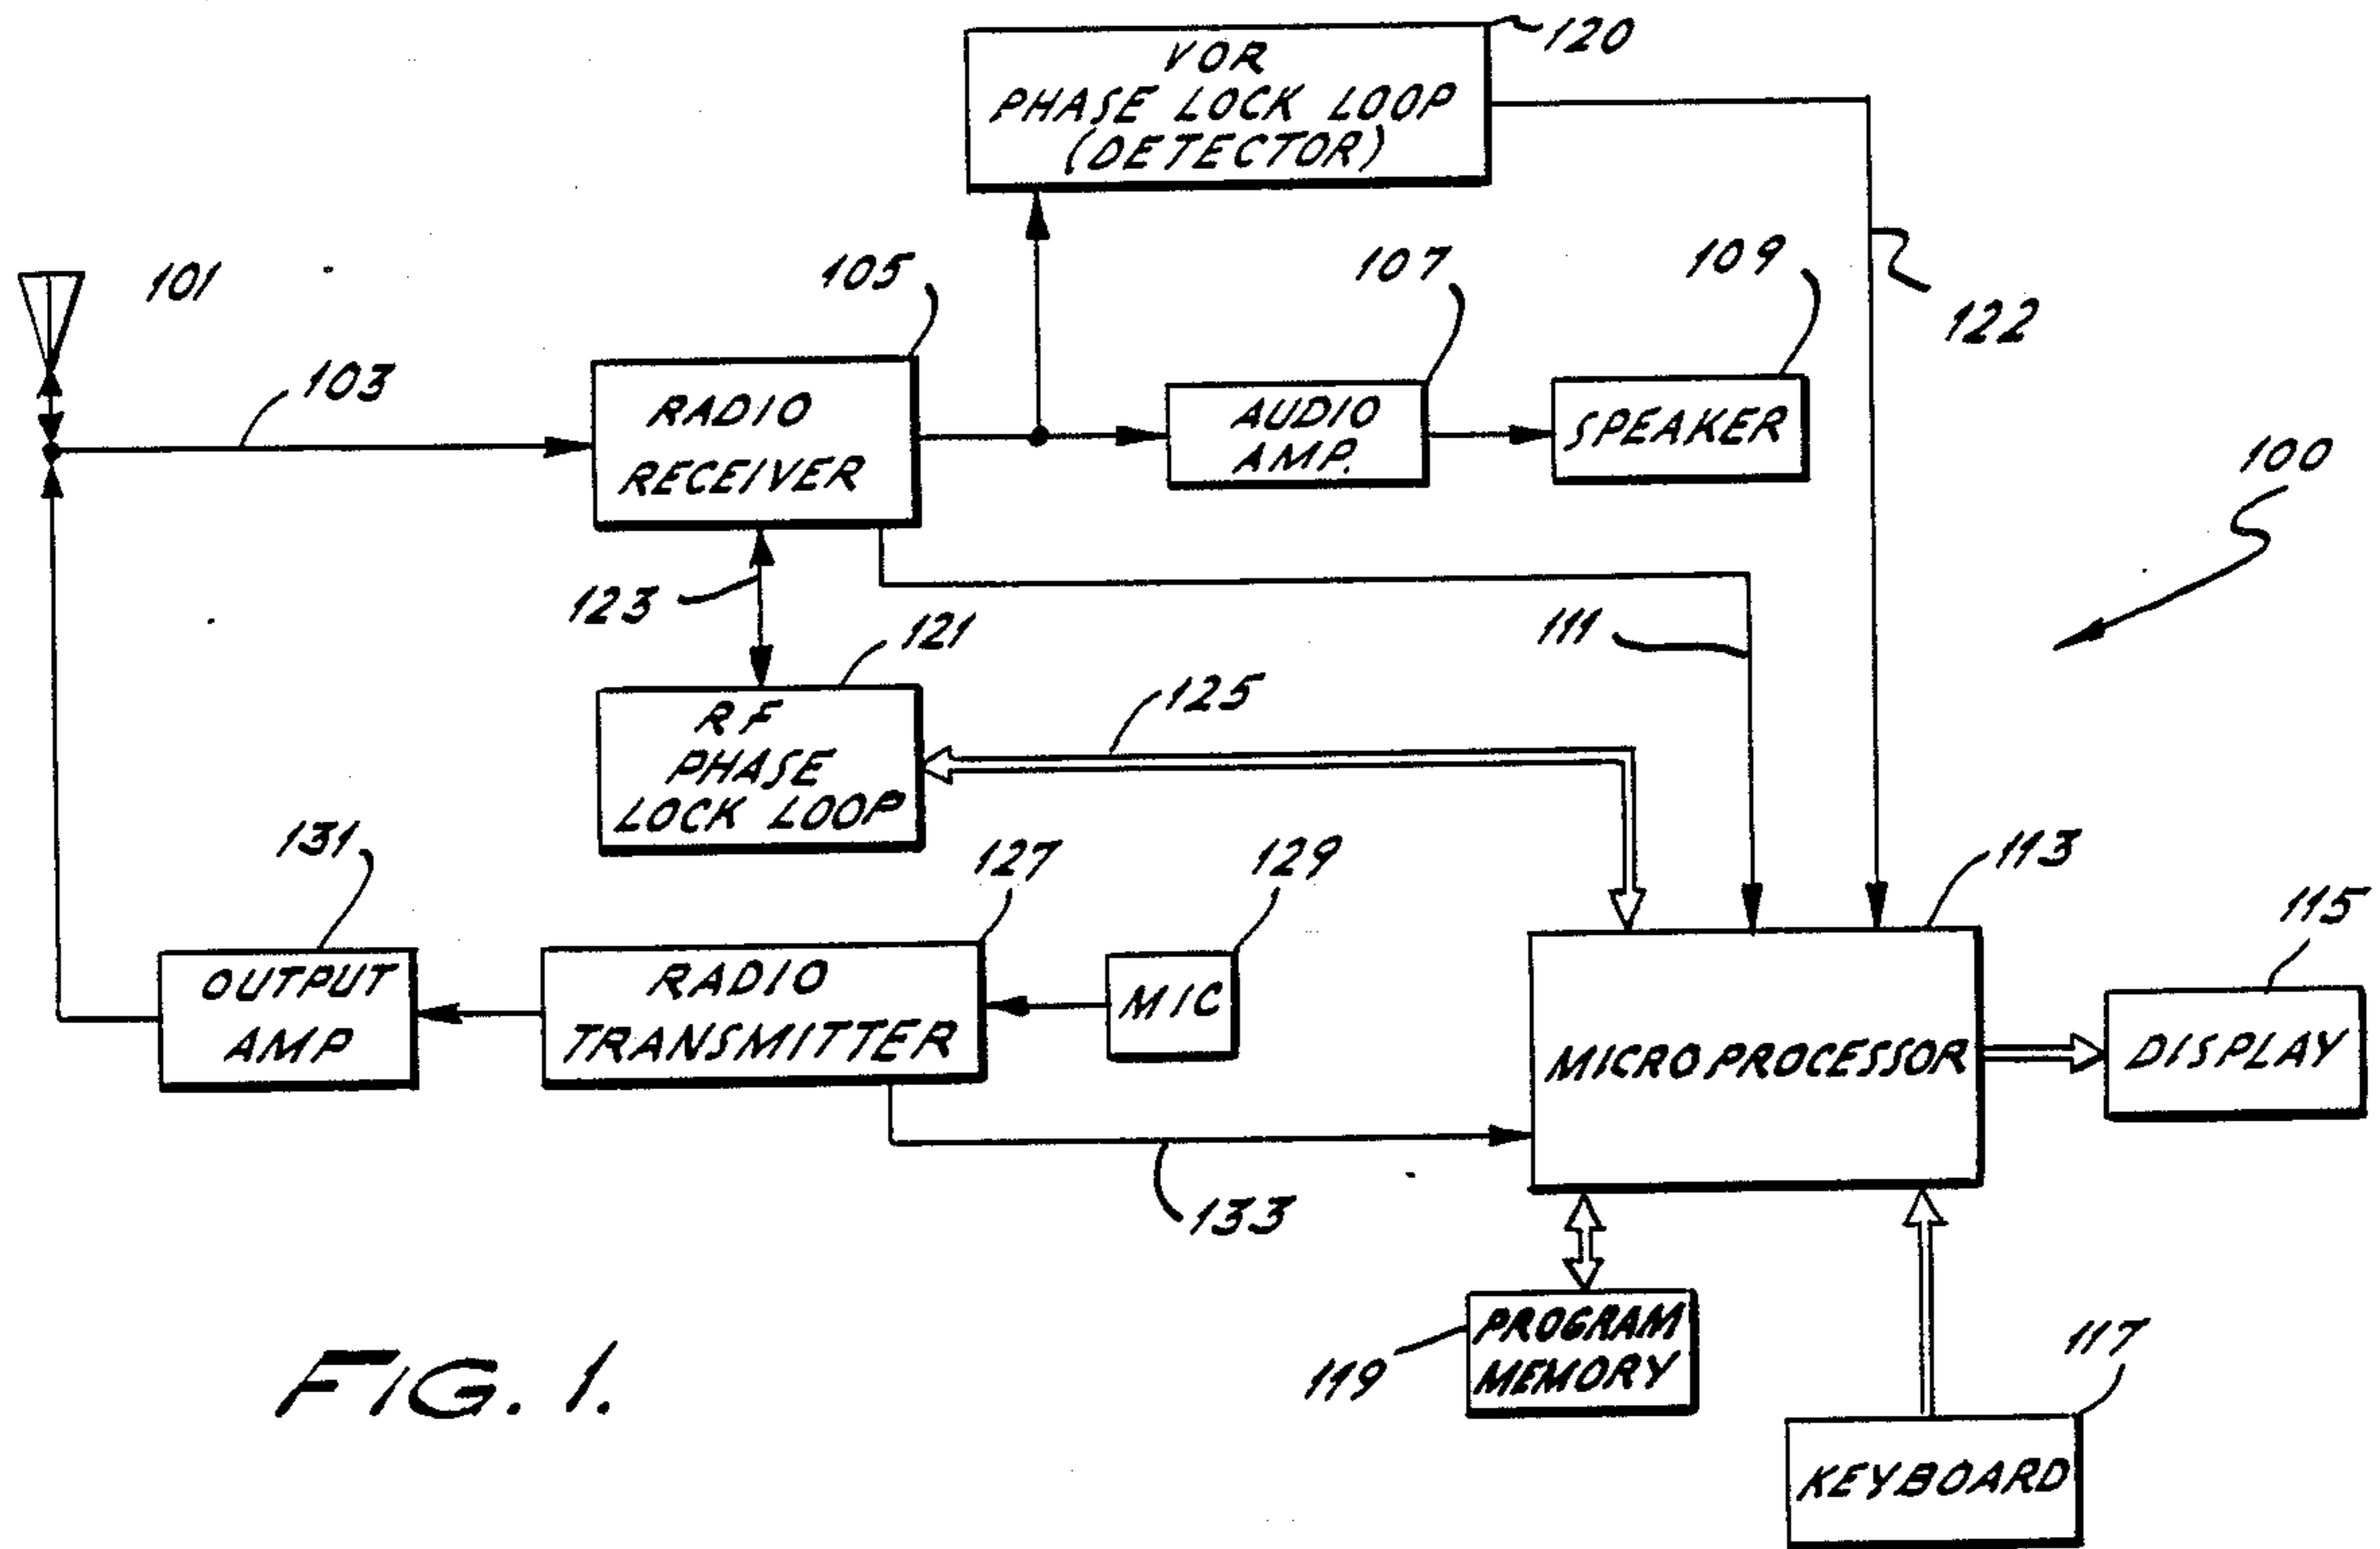 VOR
PHASE LOCK LOOP
(DETECTOR)
120
101
103
105
107
109
122
RADIO
RECEIVER
AUDIO
AMP.
SPEAKER
100
123
121
111
125
RF
PHASE
LOCK LOOP
131
127
129
113
115
OUTPUT
AMP
RADIO
TRANSMITTER
MIC
MICROPROCESSOR
DISPLAY
133
119
PROGRAM
MEMORY
117
KEYBOARD
FIG. 1.